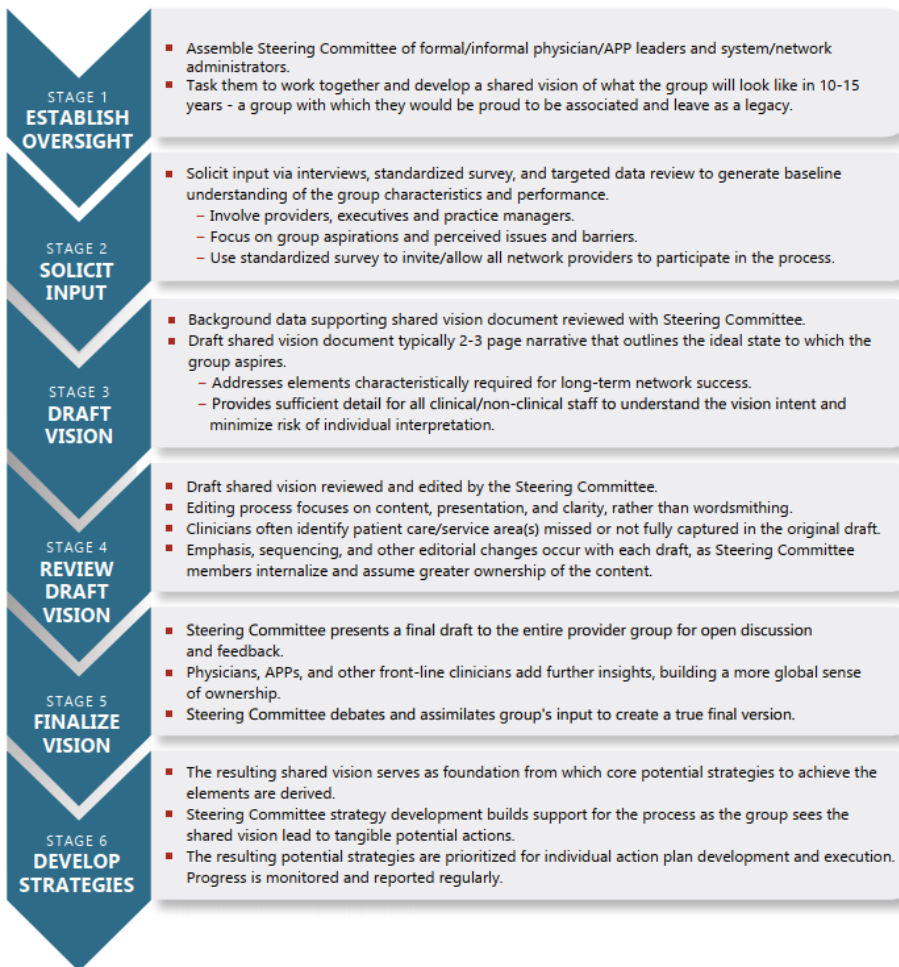 STAGE 1
ESTABLISH
OVERSIGHT
▪ Assemble Steering Committee of formal/informal physician/APP leaders and system/network
administrators.
▪ Task them to work together and develop a shared vision of what the group will look like in 10-15
years - a group with which they would be proud to be associated and leave as a legacy.
STAGE 2
SOLICIT
INPUT
▪ Solicit input via interviews, standardized survey, and targeted data review to generate baseline
understanding of the group characteristics and performance.
– Involve providers, executives and practice managers.
– Focus on group aspirations and perceived issues and barriers.
– Use standardized survey to invite/allow all network providers to participate in the process.
STAGE 3
DRAFT
VISION
▪ Background data supporting shared vision document reviewed with Steering Committee.
▪ Draft shared vision document typically 2-3 page narrative that outlines the ideal state to which the
group aspires.
– Addresses elements characteristically required for long-term network success.
– Provides sufficient detail for all clinical/non-clinical staff to understand the vision intent and
minimize risk of individual interpretation.
STAGE 4
REVIEW
DRAFT
VISION
▪ Draft shared vision reviewed and edited by the Steering Committee.
▪ Editing process focuses on content, presentation, and clarity, rather than wordsmithing.
▪ Clinicians often identify patient care/service area(s) missed or not fully captured in the original draft.
▪ Emphasis, sequencing, and other editorial changes occur with each draft, as Steering Committee
members internalize and assume greater ownership of the content.
STAGE 5
FINALIZE
VISION
▪ Steering Committee presents a final draft to the entire provider group for open discussion
and feedback.
▪ Physicians, APPs, and other front-line clinicians add further insights, building a more global sense
of ownership.
▪ Steering Committee debates and assimilates group's input to create a true final version.
STAGE 6
DEVELOP
STRATEGIES
▪ The resulting shared vision serves as foundation from which core potential strategies to achieve the
elements are derived.
▪ Steering Committee strategy development builds support for the process as the group sees the
shared vision lead to tangible potential actions.
▪ The resulting potential strategies are prioritized for individual action plan development and execution.
Progress is monitored and reported regularly.